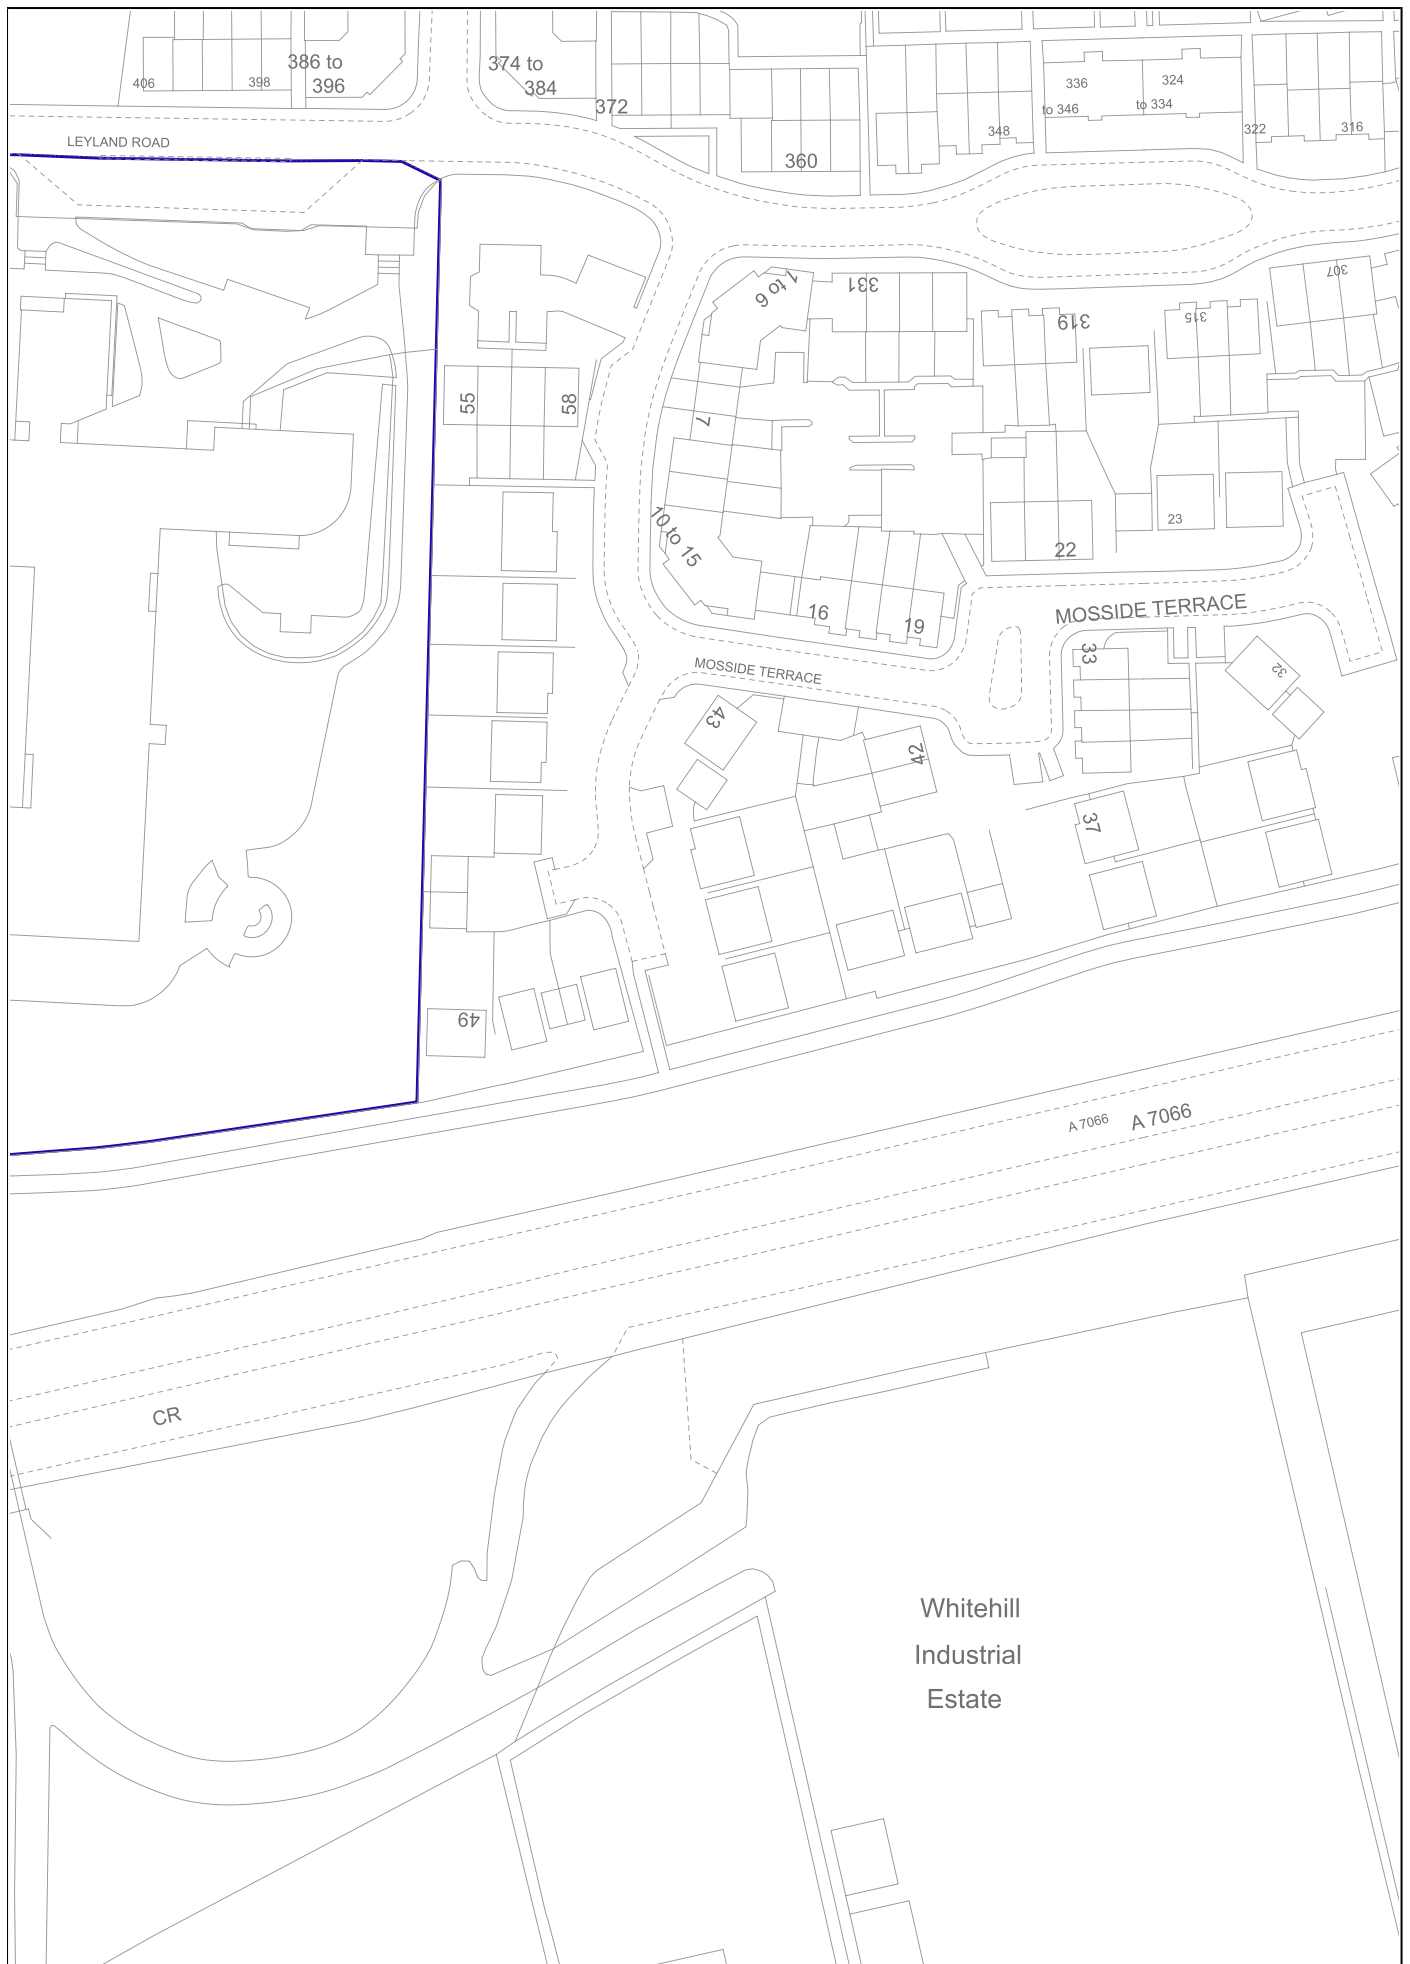 386 to
396
374 to
384
406
398
372
336
to 346
324
to 334
348
322
316
LEYLAND ROAD
360
1 to 6
331
319
315
307
55
58
7
10 to 15
22
23
16
19
MOSSIDE TERRACE
MOSSIDE TERRACE
33
32
43
42
37
49
A 7066
A 7066
CR
Whitehill
Industrial
Estate